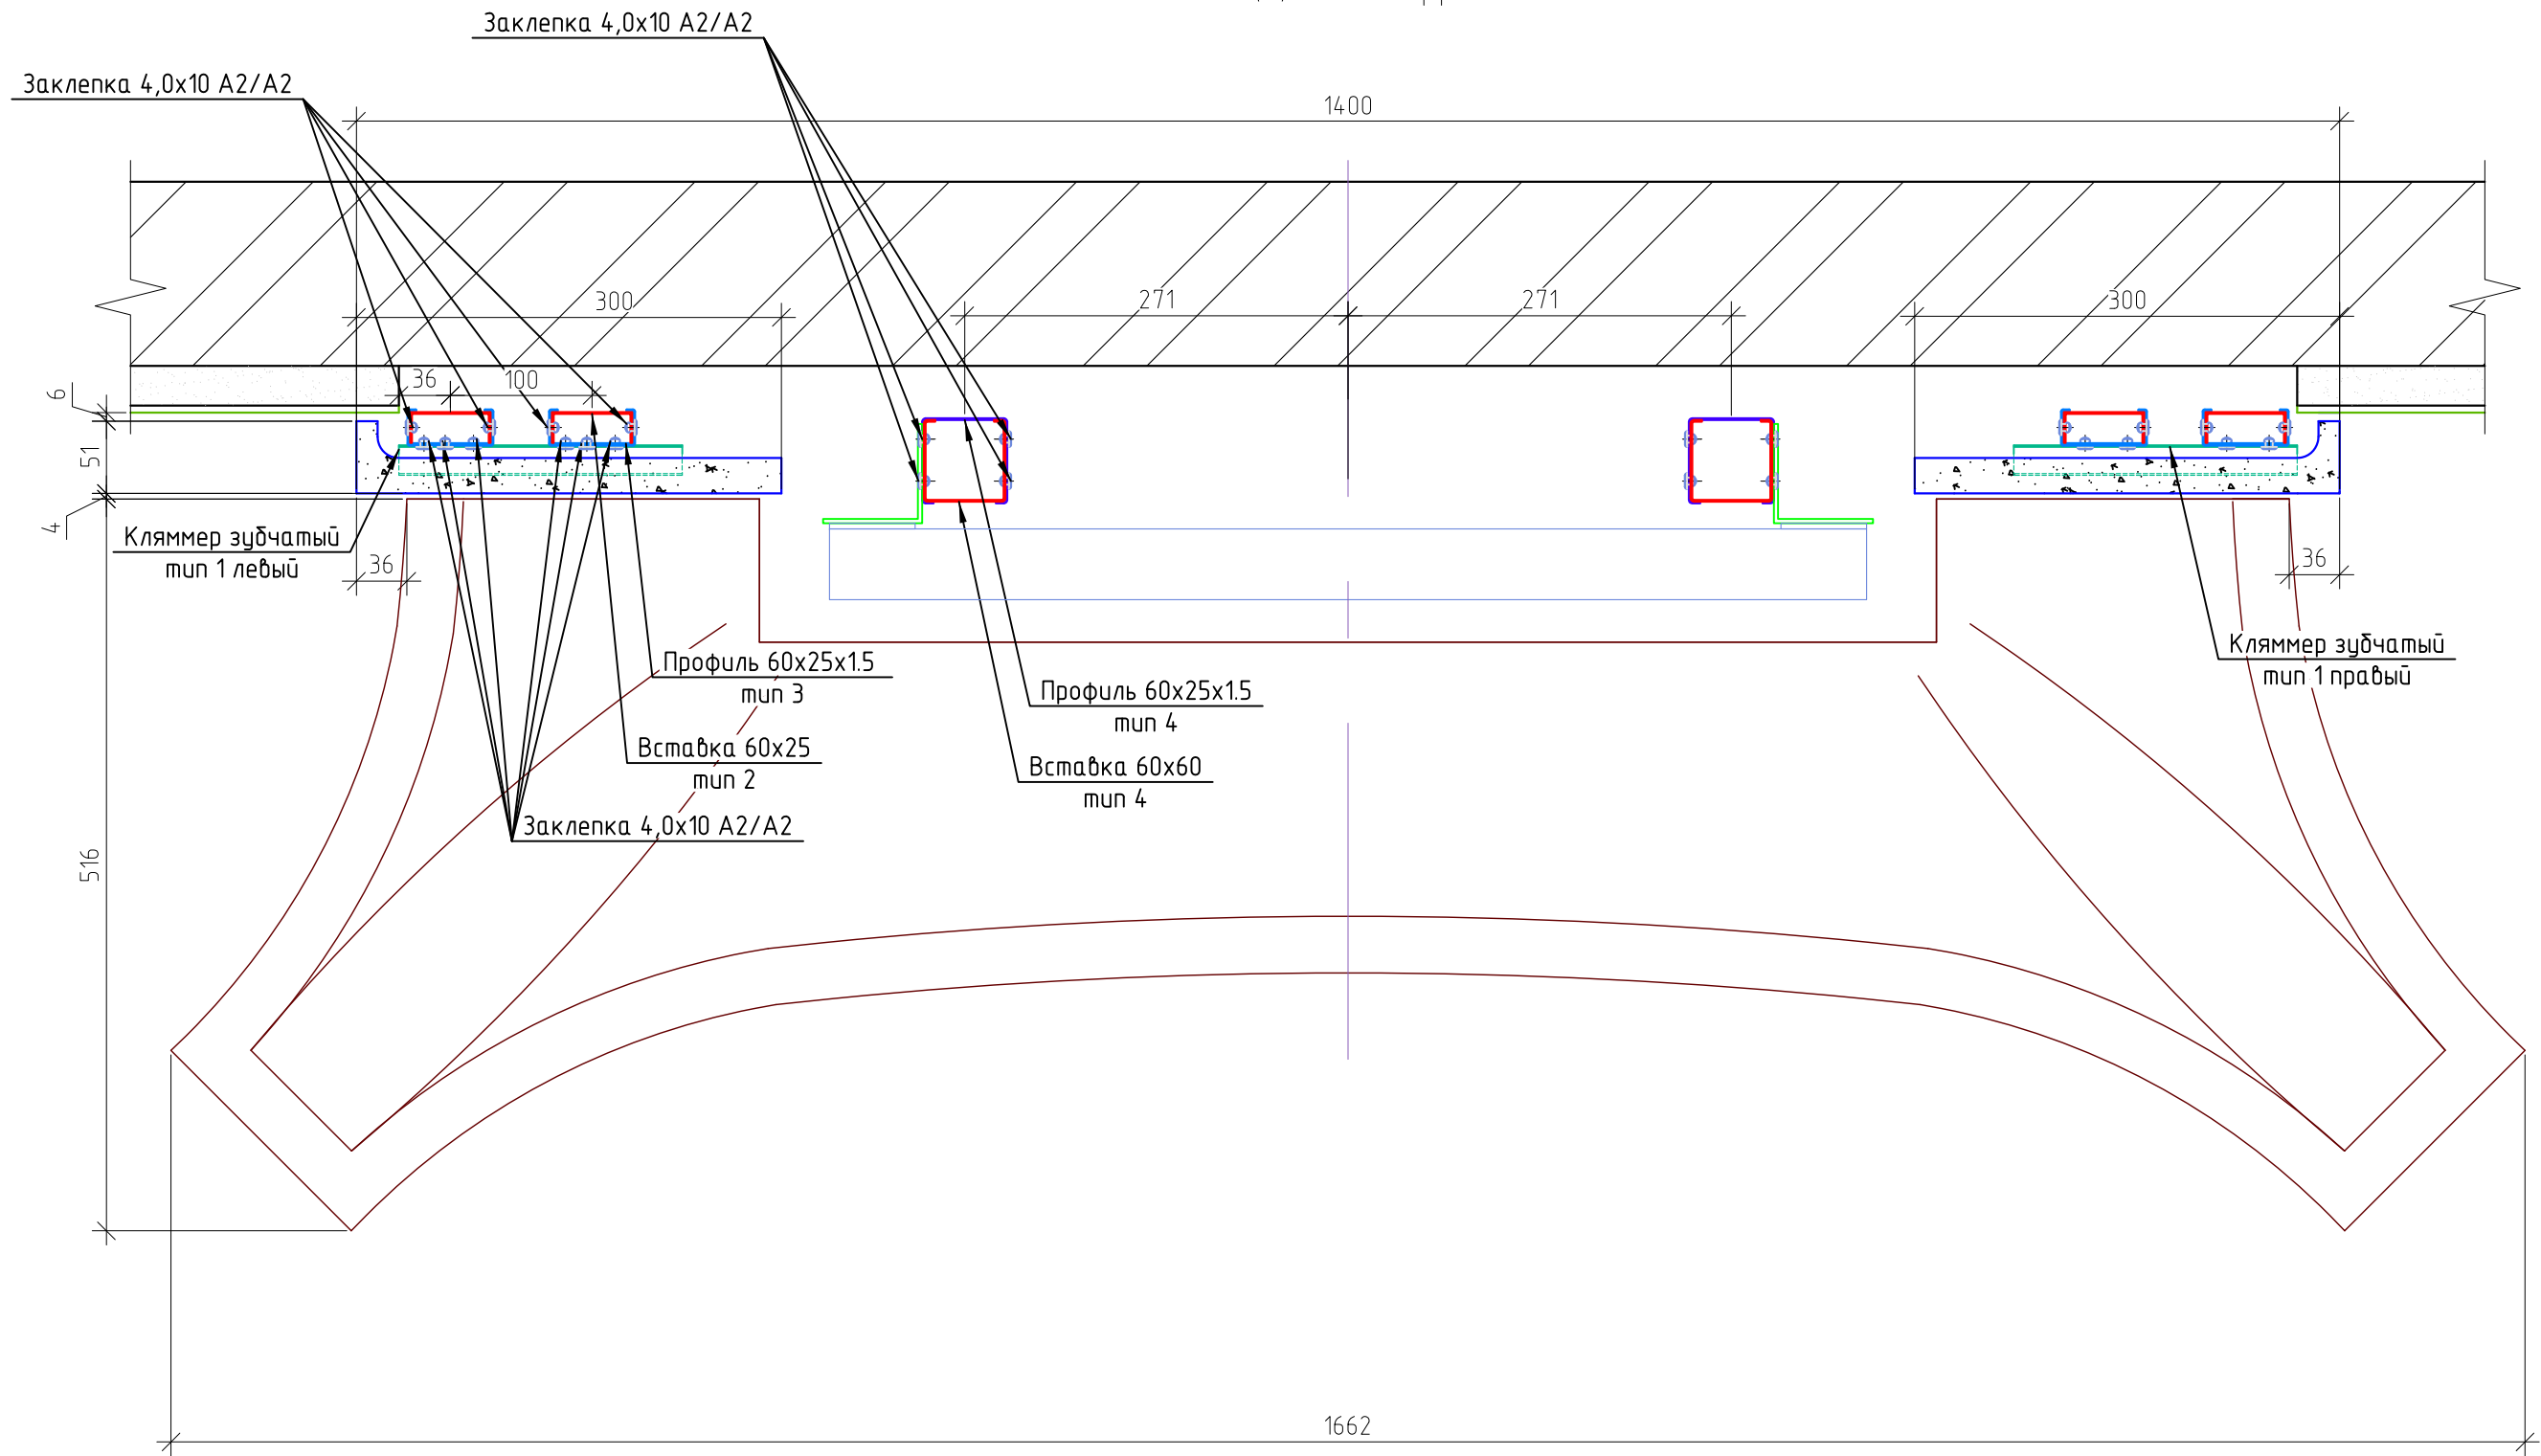 Заклепка 4,0х10 А2/А2
Заклепка 4,0х10 А2/А2
1400
300
271
271
300
36
100
6
51
4
Кляммер зубчатый
тип 1 левый
36
36
Кляммер зубчатый
тип 1 правый
Профиль 60х25х1.5
тип 3
Профиль 60х25х1.5
тип 4
Вставка 60х25
тип 2
Вставка 60х60
тип 4
Заклепка 4,0х10 А2/А2
516
1662